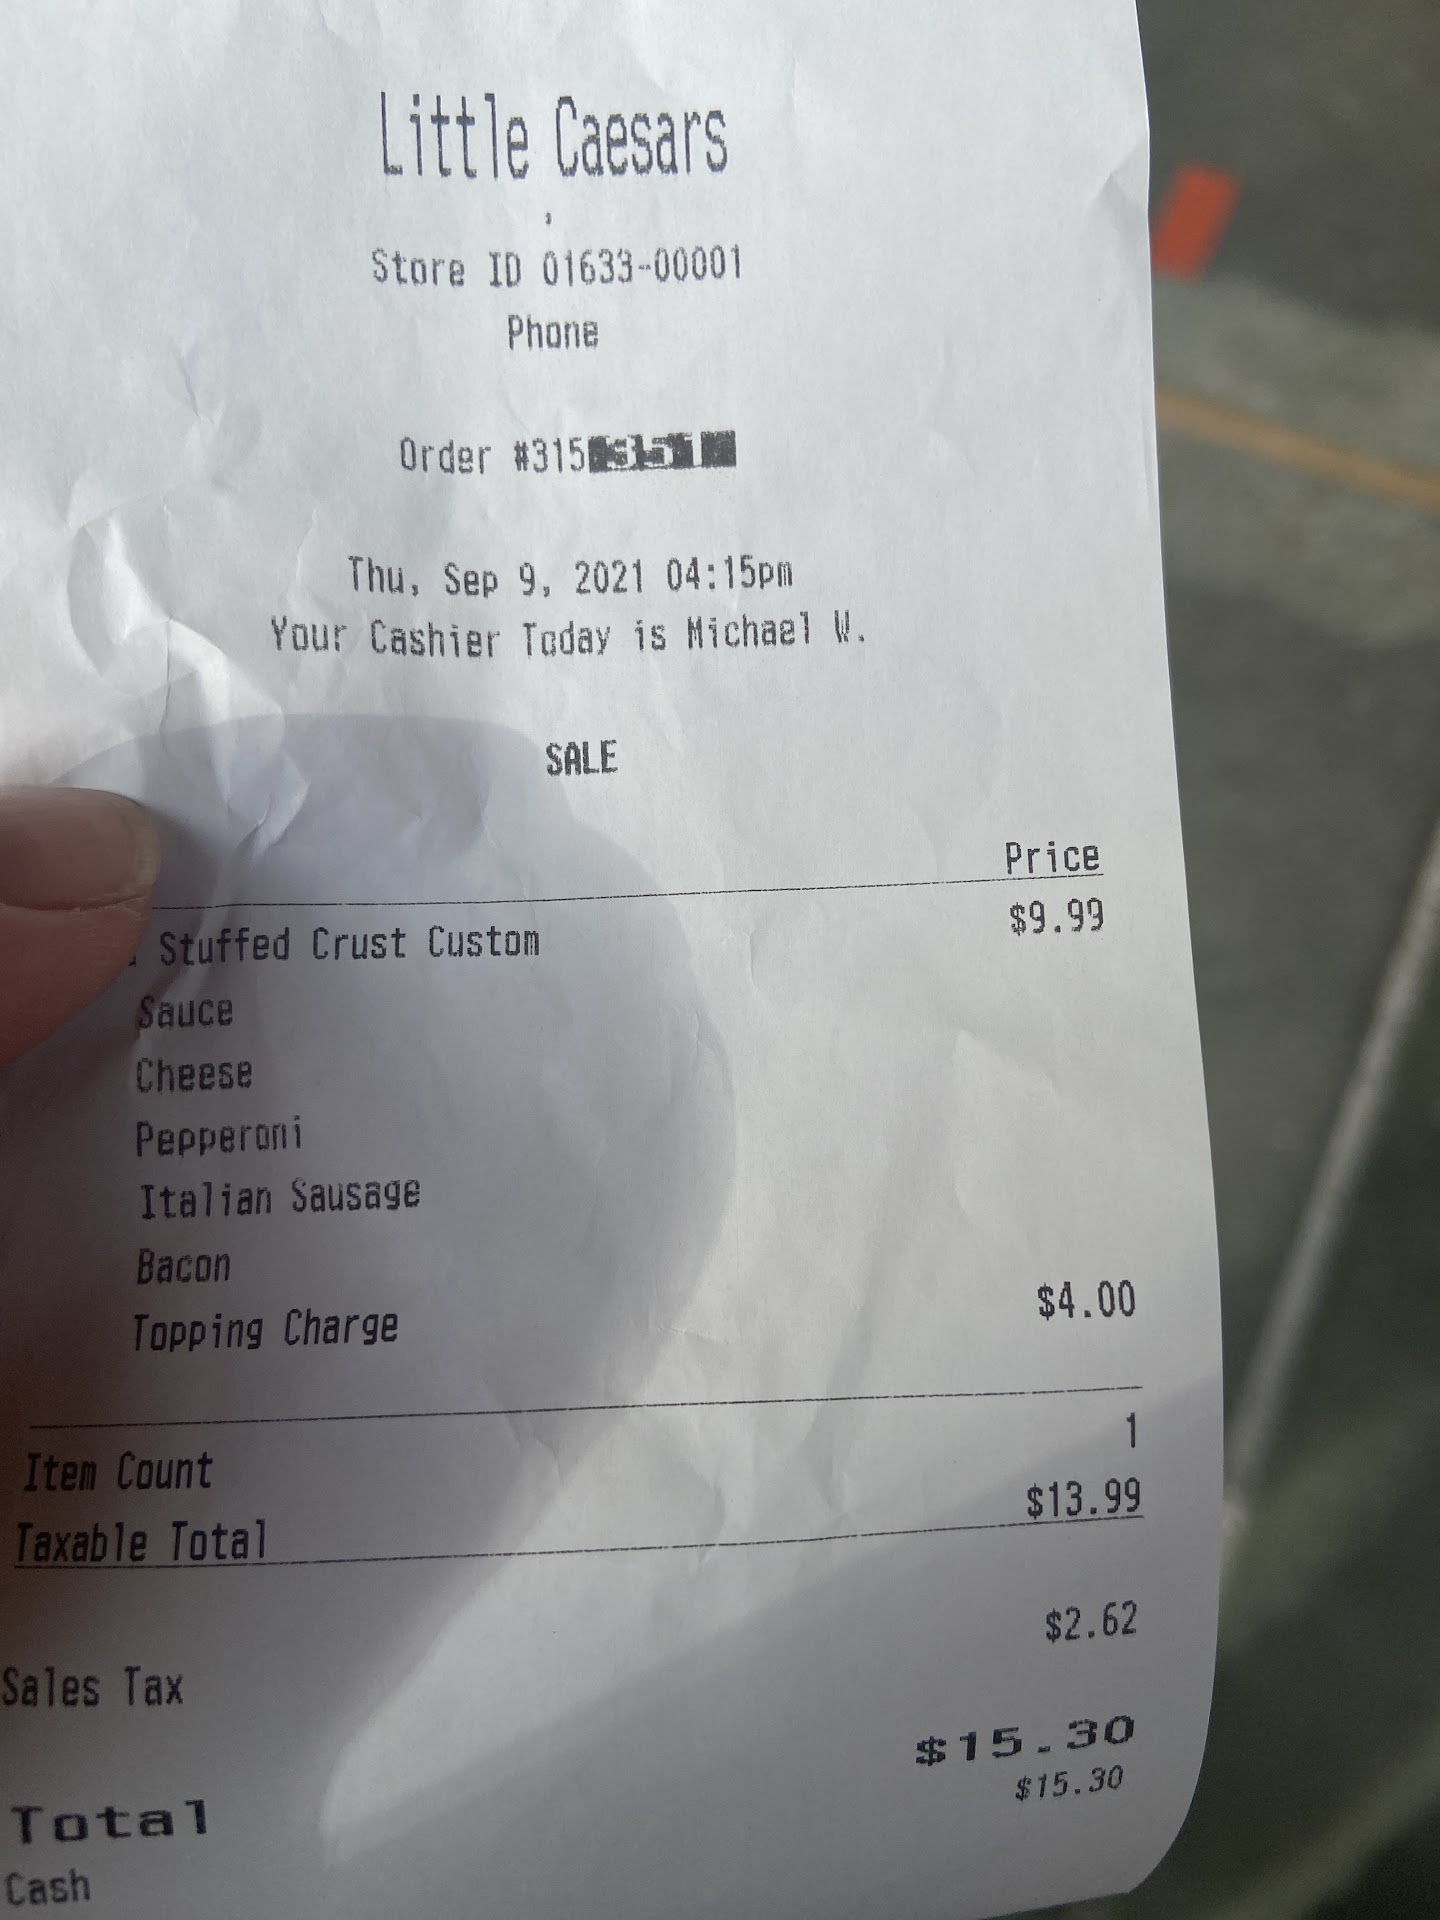 Little Caesars
,
Store ID 01633-00001
Phone
Order #315
Thu, Sep 9, 2021 04:15pm
Your Cashier Today is Michael W.
SALE
Price
Stuffed Crust Custom $9.99
Sauce
Cheese
Pepperoni
Italian Sausage
Bacon
Topping Charge $4.00
Item Count 1
Taxable Total $13.99
Sales Tax $2.62
Total $15.30
Cash $15.30